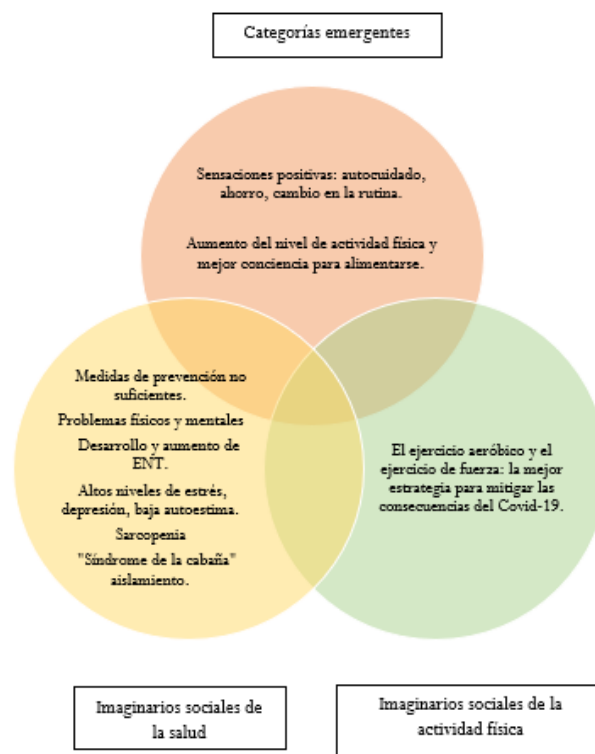 Categorías emergentes
Sensaciones positivas: autocuidado,
ahorro, cambio en la rutina.
Aumento del nivel de actividad física y
mejor conciencia para alimentarse.
Medidas de prevención no
suficientes.
Problemas físicos y mentales
Desarrollo y aumento de
ENT.
Altos niveles de estrés,
depresión, baja autoestima.
Sarcopenia
"Síndrome de la cabaña"
aislamiento.
El ejercicio aeróbico y el
ejercicio de fuerza: la mejor
estrategia para mitigar las
consecuencias del Covid-19.
Imaginarios sociales de
la salud
Imaginarios sociales de la
actividad física